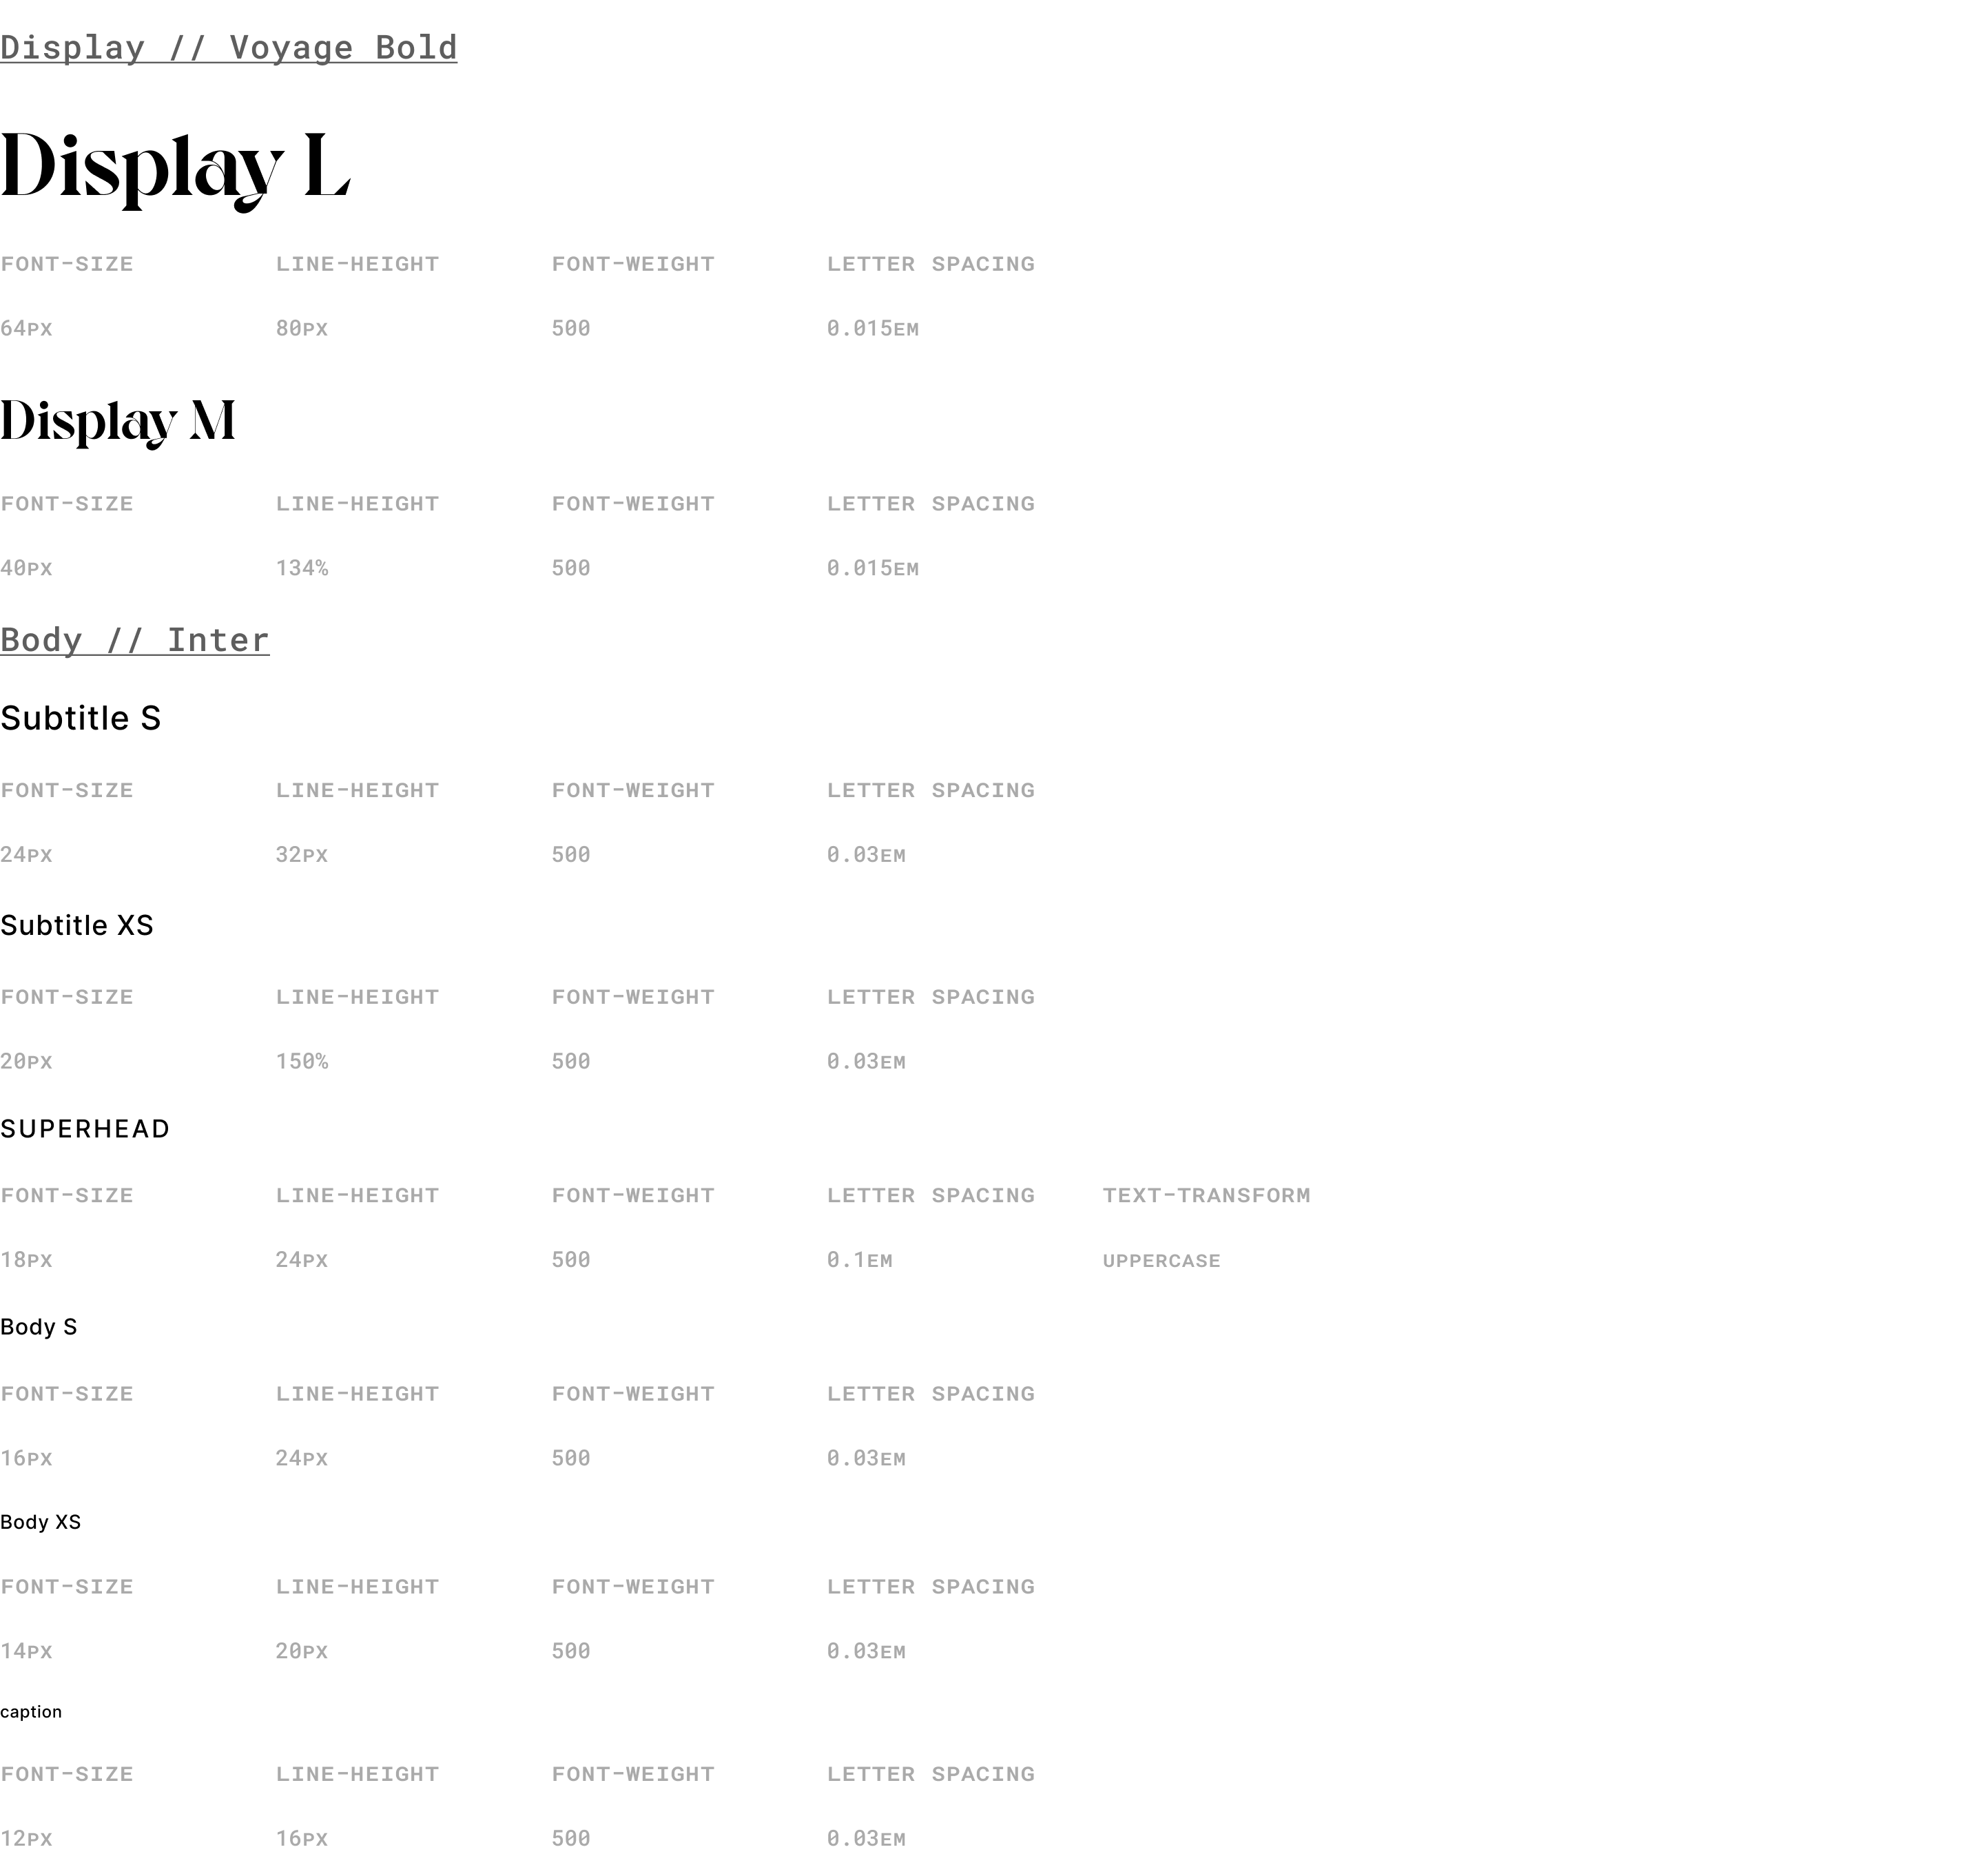 Display // Voyage Bold
Display L
FONT-SIZE LINE-HEIGHT FONT-WEIGHT LETTER SPACING
64PX 80PX 500 0.015EM
Display M
FONT-SIZE LINE-HEIGHT FONT-WEIGHT LETTER SPACING
40PX 134% 500 0.015EM
Body // Inter
Subtitle S
FONT-SIZE LINE-HEIGHT FONT-WEIGHT LETTER SPACING
24PX 32PX 500 0.03EM
Subtitle XS
FONT-SIZE LINE-HEIGHT FONT-WEIGHT LETTER SPACING
20PX 150% 500 0.03EM
SUPERHEAD
FONT-SIZE LINE-HEIGHT FONT-WEIGHT LETTER SPACING TEXT-TRANSFORM
18PX 24PX 500 0.1EM UPPERCASE
Body S
FONT-SIZE LINE-HEIGHT FONT-WEIGHT LETTER SPACING
16PX 24PX 500 0.03EM
Body XS
FONT-SIZE LINE-HEIGHT FONT-WEIGHT LETTER SPACING
14PX 20PX 500 0.03EM
caption
FONT-SIZE LINE-HEIGHT FONT-WEIGHT LETTER SPACING
12PX 16PX 500 0.03EM